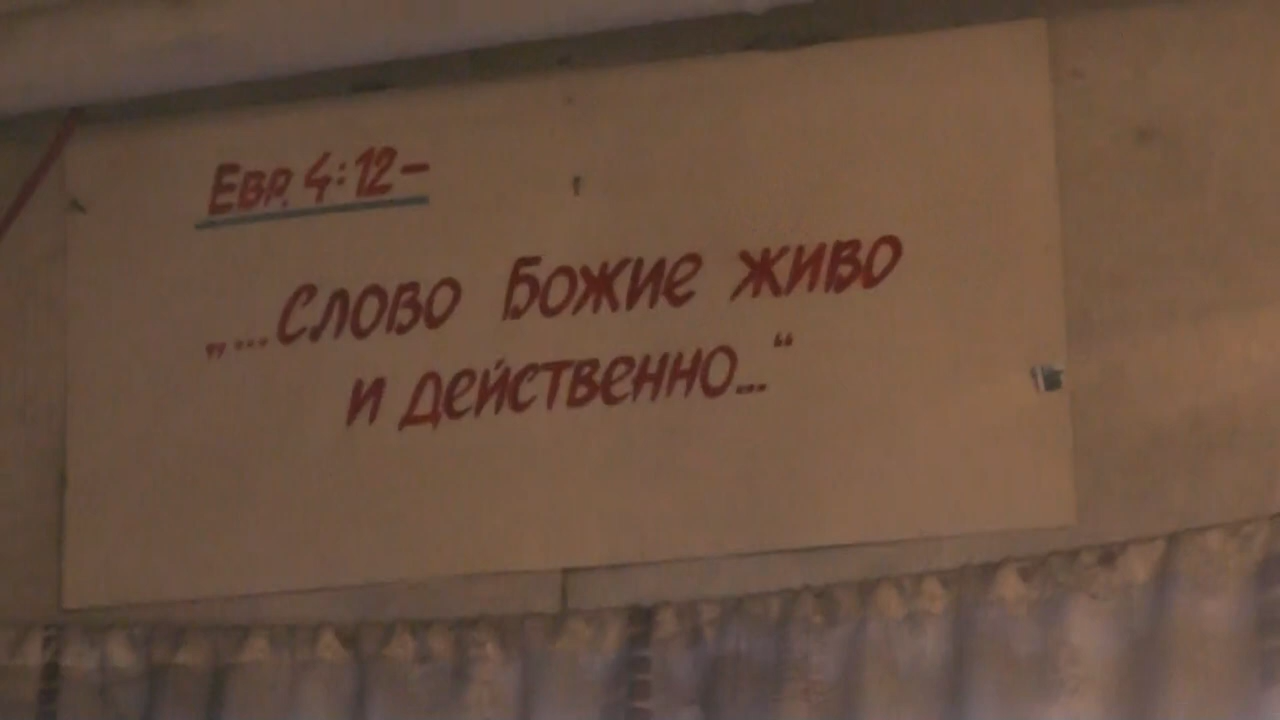 Евр. 4:12–
„...Слово Божие живо
и действенно...“